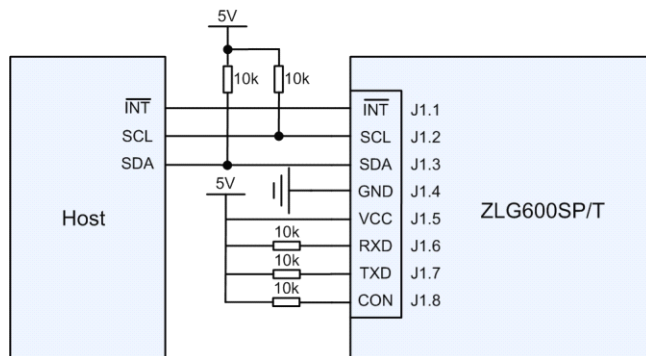 5V
10k 10k
INT INT J1.1
SCL SCL J1.2
SDA SDA J1.3
5V GND J1.4
Host VCC J1.5 ZLG600SP/T
10k RXD J1.6
10k TXD J1.7
10k CON J1.8